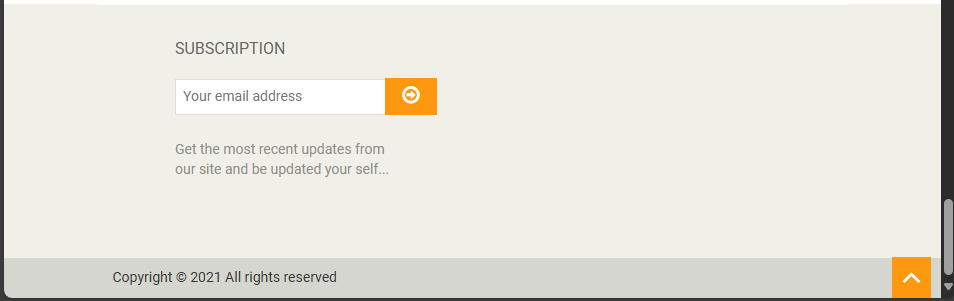 SUBSCRIPTION
Your email address
Get the most recent updates from
our site and be updated your self...
Copyright © 2021 All rights reserved